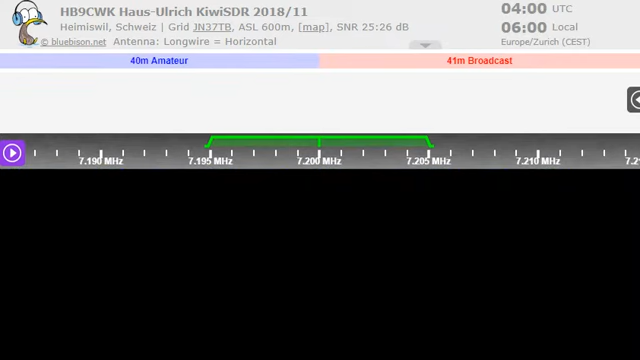 HB9CWK Haus-Ulrich KiwiSDR 2018/11
Heimiswil, Schweiz | Grid JN37TB, ASL 600m, [map], SNR 25:26 dB
© bluebison.net Antenna: Longwire = Horizontal
04:00 UTC
06:00 Local
Europe/Zurich (CEST)
40m Amateur 41m Broadcast
7.190 MHz 7.195 MHz 7.200 MHz 7.205 MHz 7.210 MHz